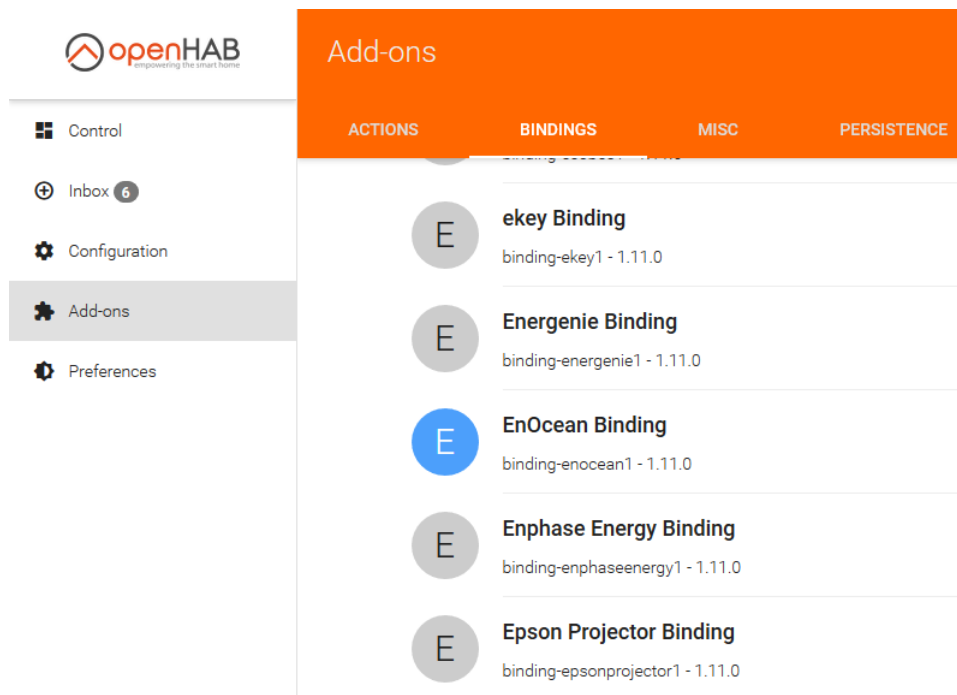 openHAB
empowering the smart home
Add-ons
ACTIONS BINDINGS MISC PERSISTENCE
Control
Inbox 6
Configuration
Add-ons
Preferences
E
ekey Binding
binding-ekey1 - 1.11.0
E
Energenie Binding
binding-energenie1 - 1.11.0
E
EnOcean Binding
binding-enocean1 - 1.11.0
E
Enphase Energy Binding
binding-enphaseenergy1 - 1.11.0
E
Epson Projector Binding
binding-epsonprojector1 - 1.11.0